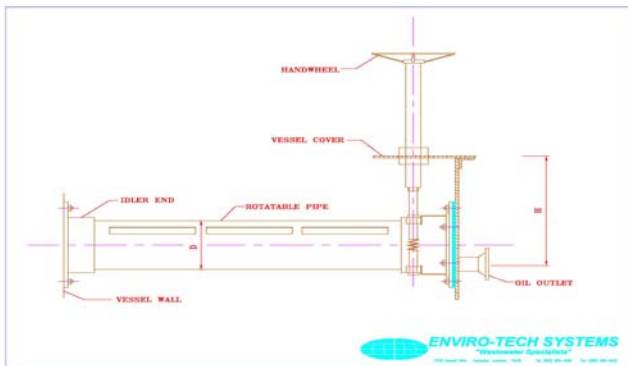 HANDWHEEL
VESSEL COVER
IDLER END
ROTATABLE PIPE
D
H
OIL OUTLET
VESSEL WALL
ENVIRO-TECH SYSTEMS
"Wastewater Specialists"